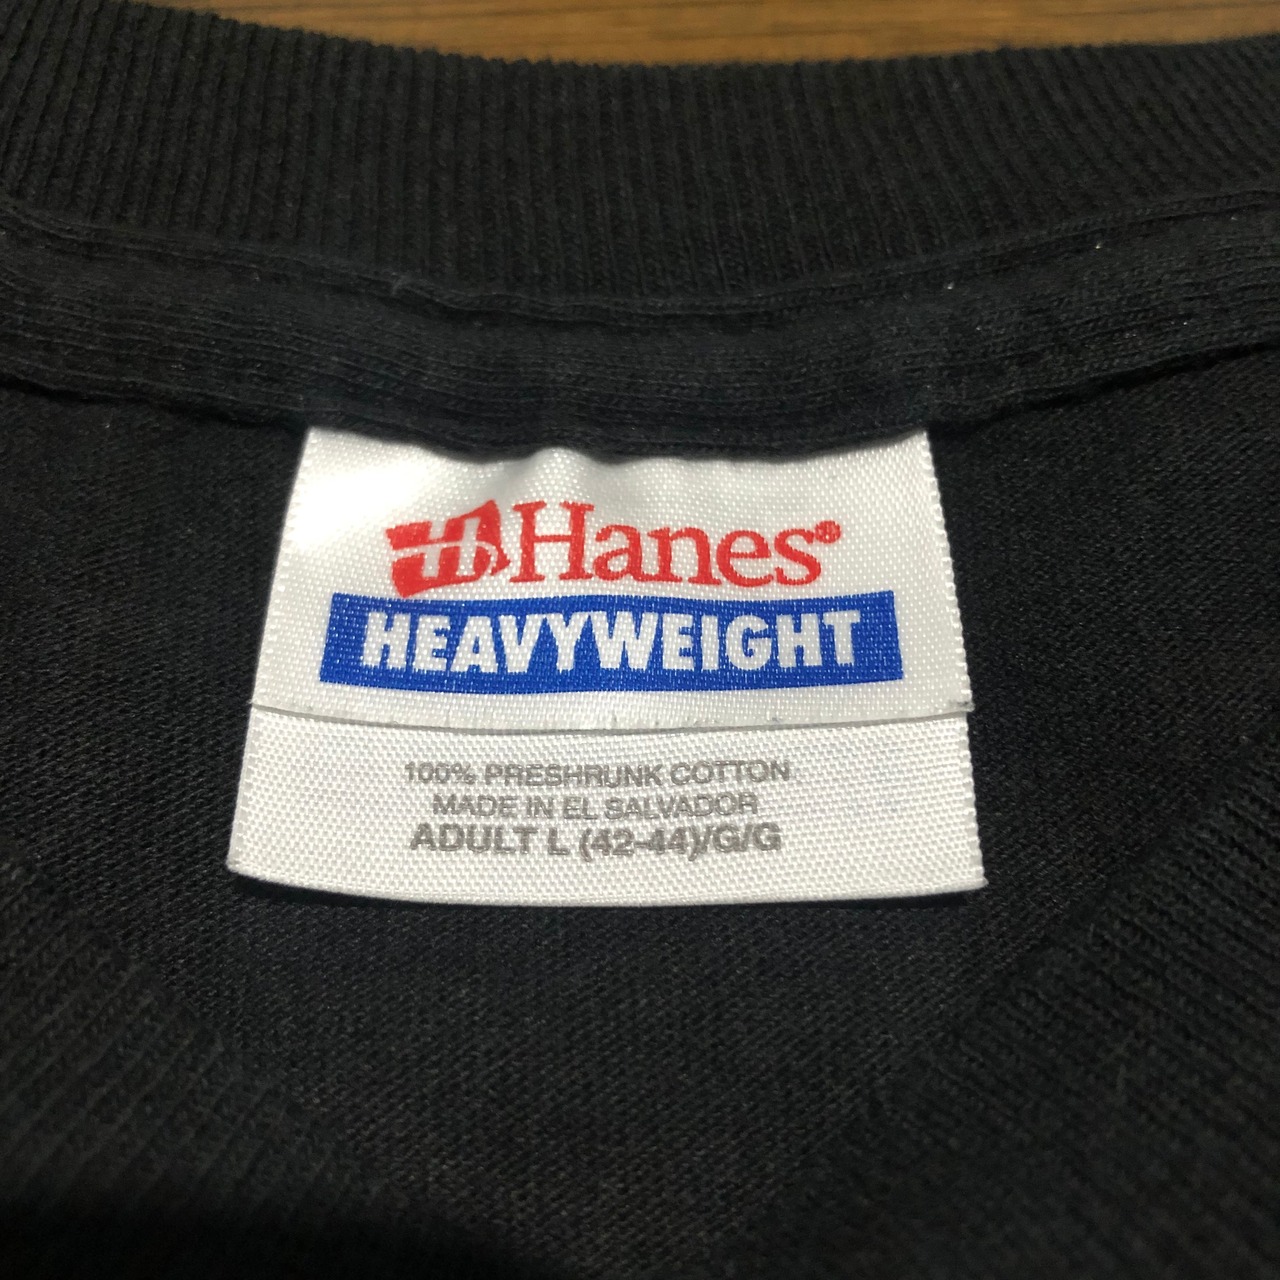 H Hanes®
HEAVYWEIGHT
100% PRESHRUNK COTTON
MADE IN EL SALVADOR
ADULT L (42-44)/G/G